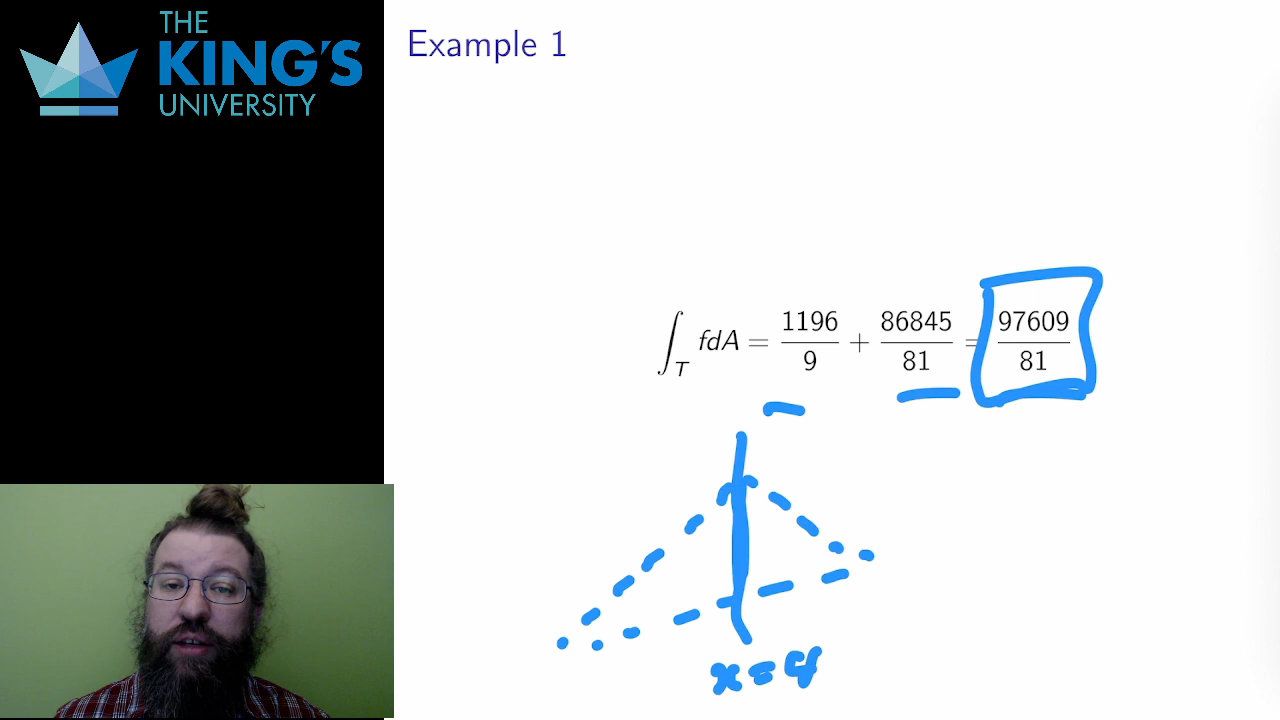 THE
KING'S
UNIVERSITY
Example 1
∫_T fdA = 1196/9 + 86845/81 = 97609/81
x = 4